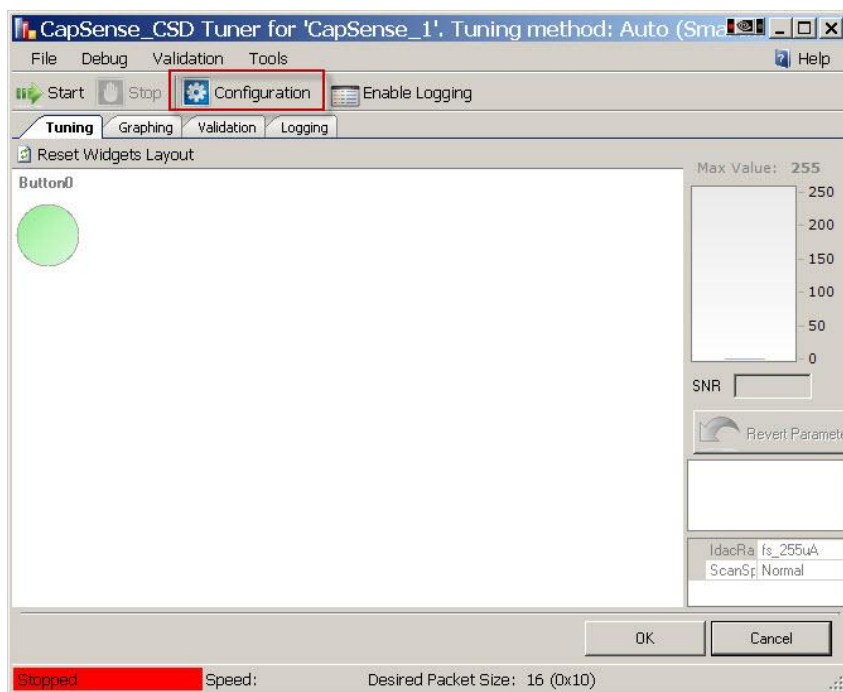 CapSense_CSD Tuner for 'CapSense_1'. Tuning method: Auto (Sma
File Debug Validation Tools Help
Start Stop Configuration Enable Logging
Tuning Graphing Validation Logging
Reset Widgets Layout
Button0
Max Value: 255
250
200
150
100
50
0
SNR
Revert Paramete
IdacRa fs_255uA
ScanSp Normal
OK Cancel
Stopped Speed: Desired Packet Size: 16 (0x10)